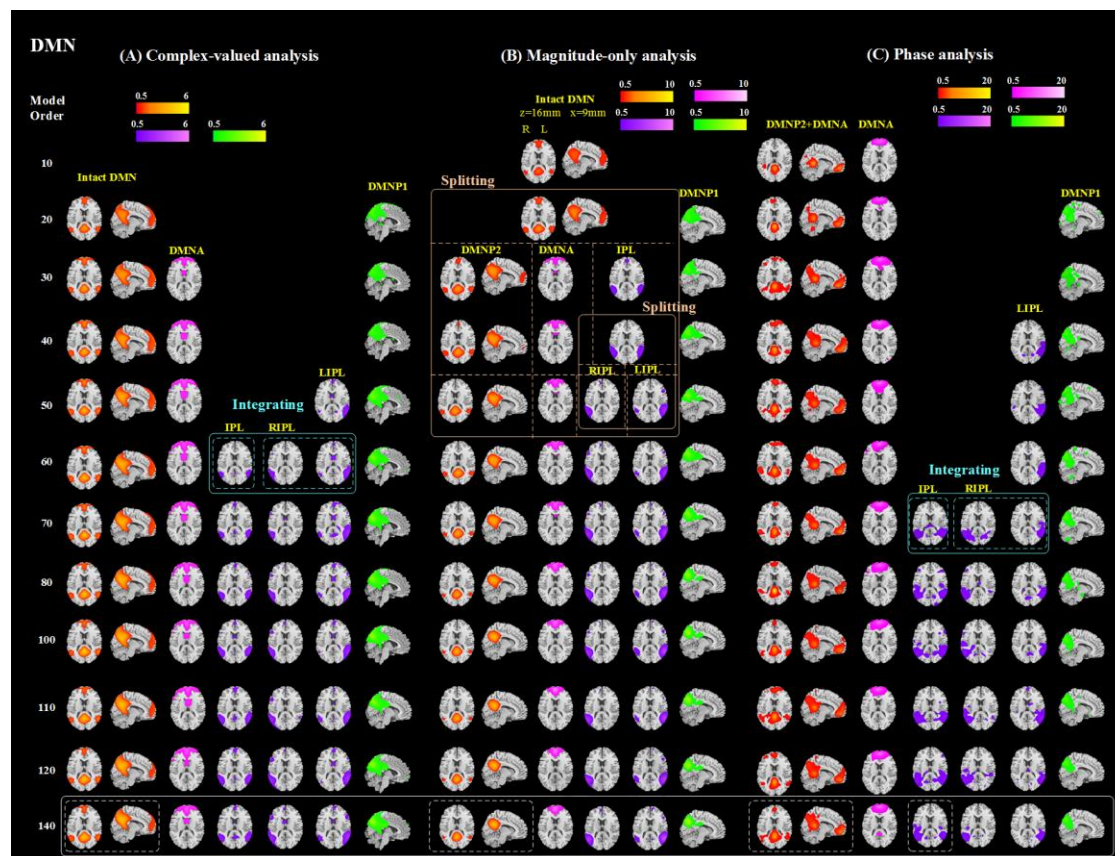 DMN
(A) Complex-valued analysis
(B) Magnitude-only analysis
(C) Phase analysis
Model
Order
0.5 6
0.5 6
0.5 6
Intact DMN
z=16mm x=9mm
R L
0.5 10
0.5 10
0.5 10
0.5 10
DMNP2+DMNA
DMNA
0.5 20
0.5 20
0.5 20
0.5 20
10
Intact DMN
DMNP1
Splitting
DMNP1
DMNP1
20
DMNA
DMNP2
DMNA
IPL
30
Splitting
LIPL
40
LIPL
RIPL
LIPL
50
Integrating
IPL
RIPL
60
Integrating
IPL
RIPL
70
80
100
110
120
140